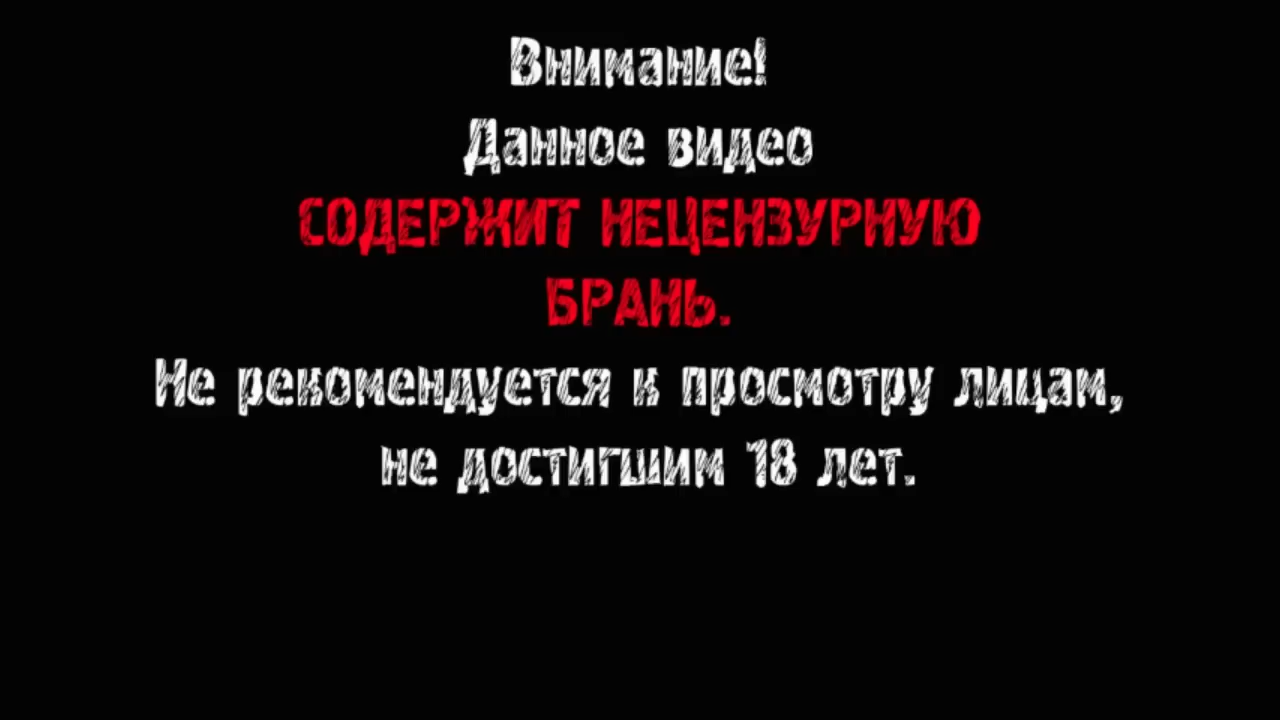 Внимание!
Данное видео
СОДЕРЖИТ НЕЦЕНЗУРНУЮ
БРАНЬ.
Не рекомендуется к просмотру лицам,
не достигшим 18 лет.